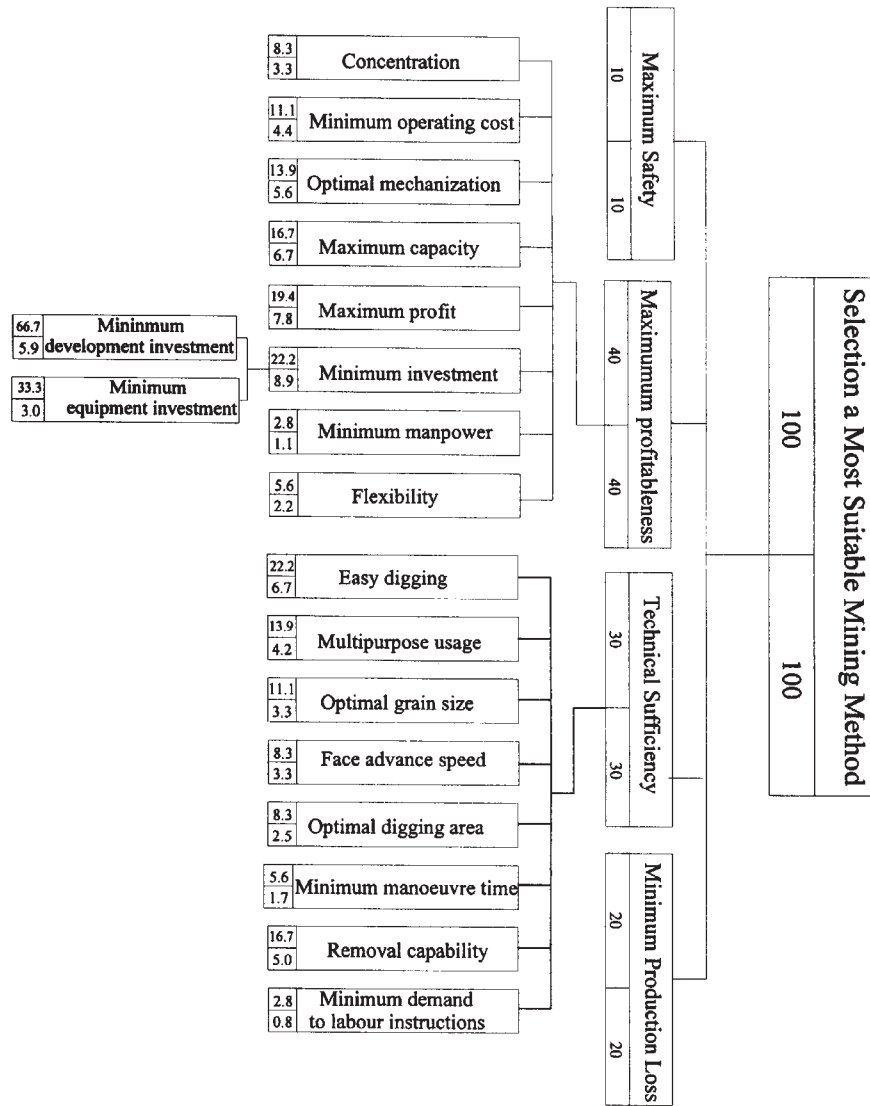 Selection a Most Suitable Mining Method
100
100
Maximum Safety
10
10
Maximumum profitableness
40
40
Technical Sufficiency
30
30
Minimum Production Loss
20
20
8.3
3.3
Concentration
11.1
4.4
Minimum operating cost
13.9
5.6
Optimal mechanization
16.7
6.7
Maximum capacity
19.4
7.8
Maximum profit
22.2
8.9
Minimum investment
66.7
5.9
Mininmum
development investment
33.3
3.0
Minimum
equipment investment
2.8
1.1
Minimum manpower
5.6
2.2
Flexibility
22.2
6.7
Easy digging
13.9
4.2
Multipurpose usage
11.1
3.3
Optimal grain size
8.3
3.3
Face advance speed
8.3
2.5
Optimal digging area
5.6
1.7
Minimum manoeuvre time
16.7
5.0
Removal capability
2.8
0.8
Minimum demand
to labour instructions